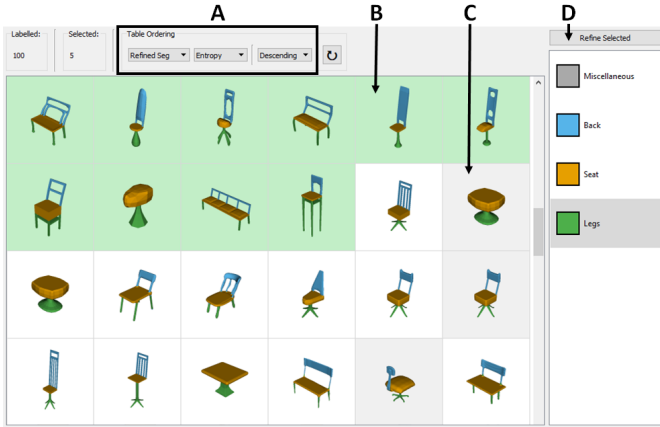 A
B
C
D
Labelled:
Selected:
Table Ordering
Refine Selected
100
5
Refined Seg
Entropy
Descending
Miscellaneous
Back
Seat
Legs